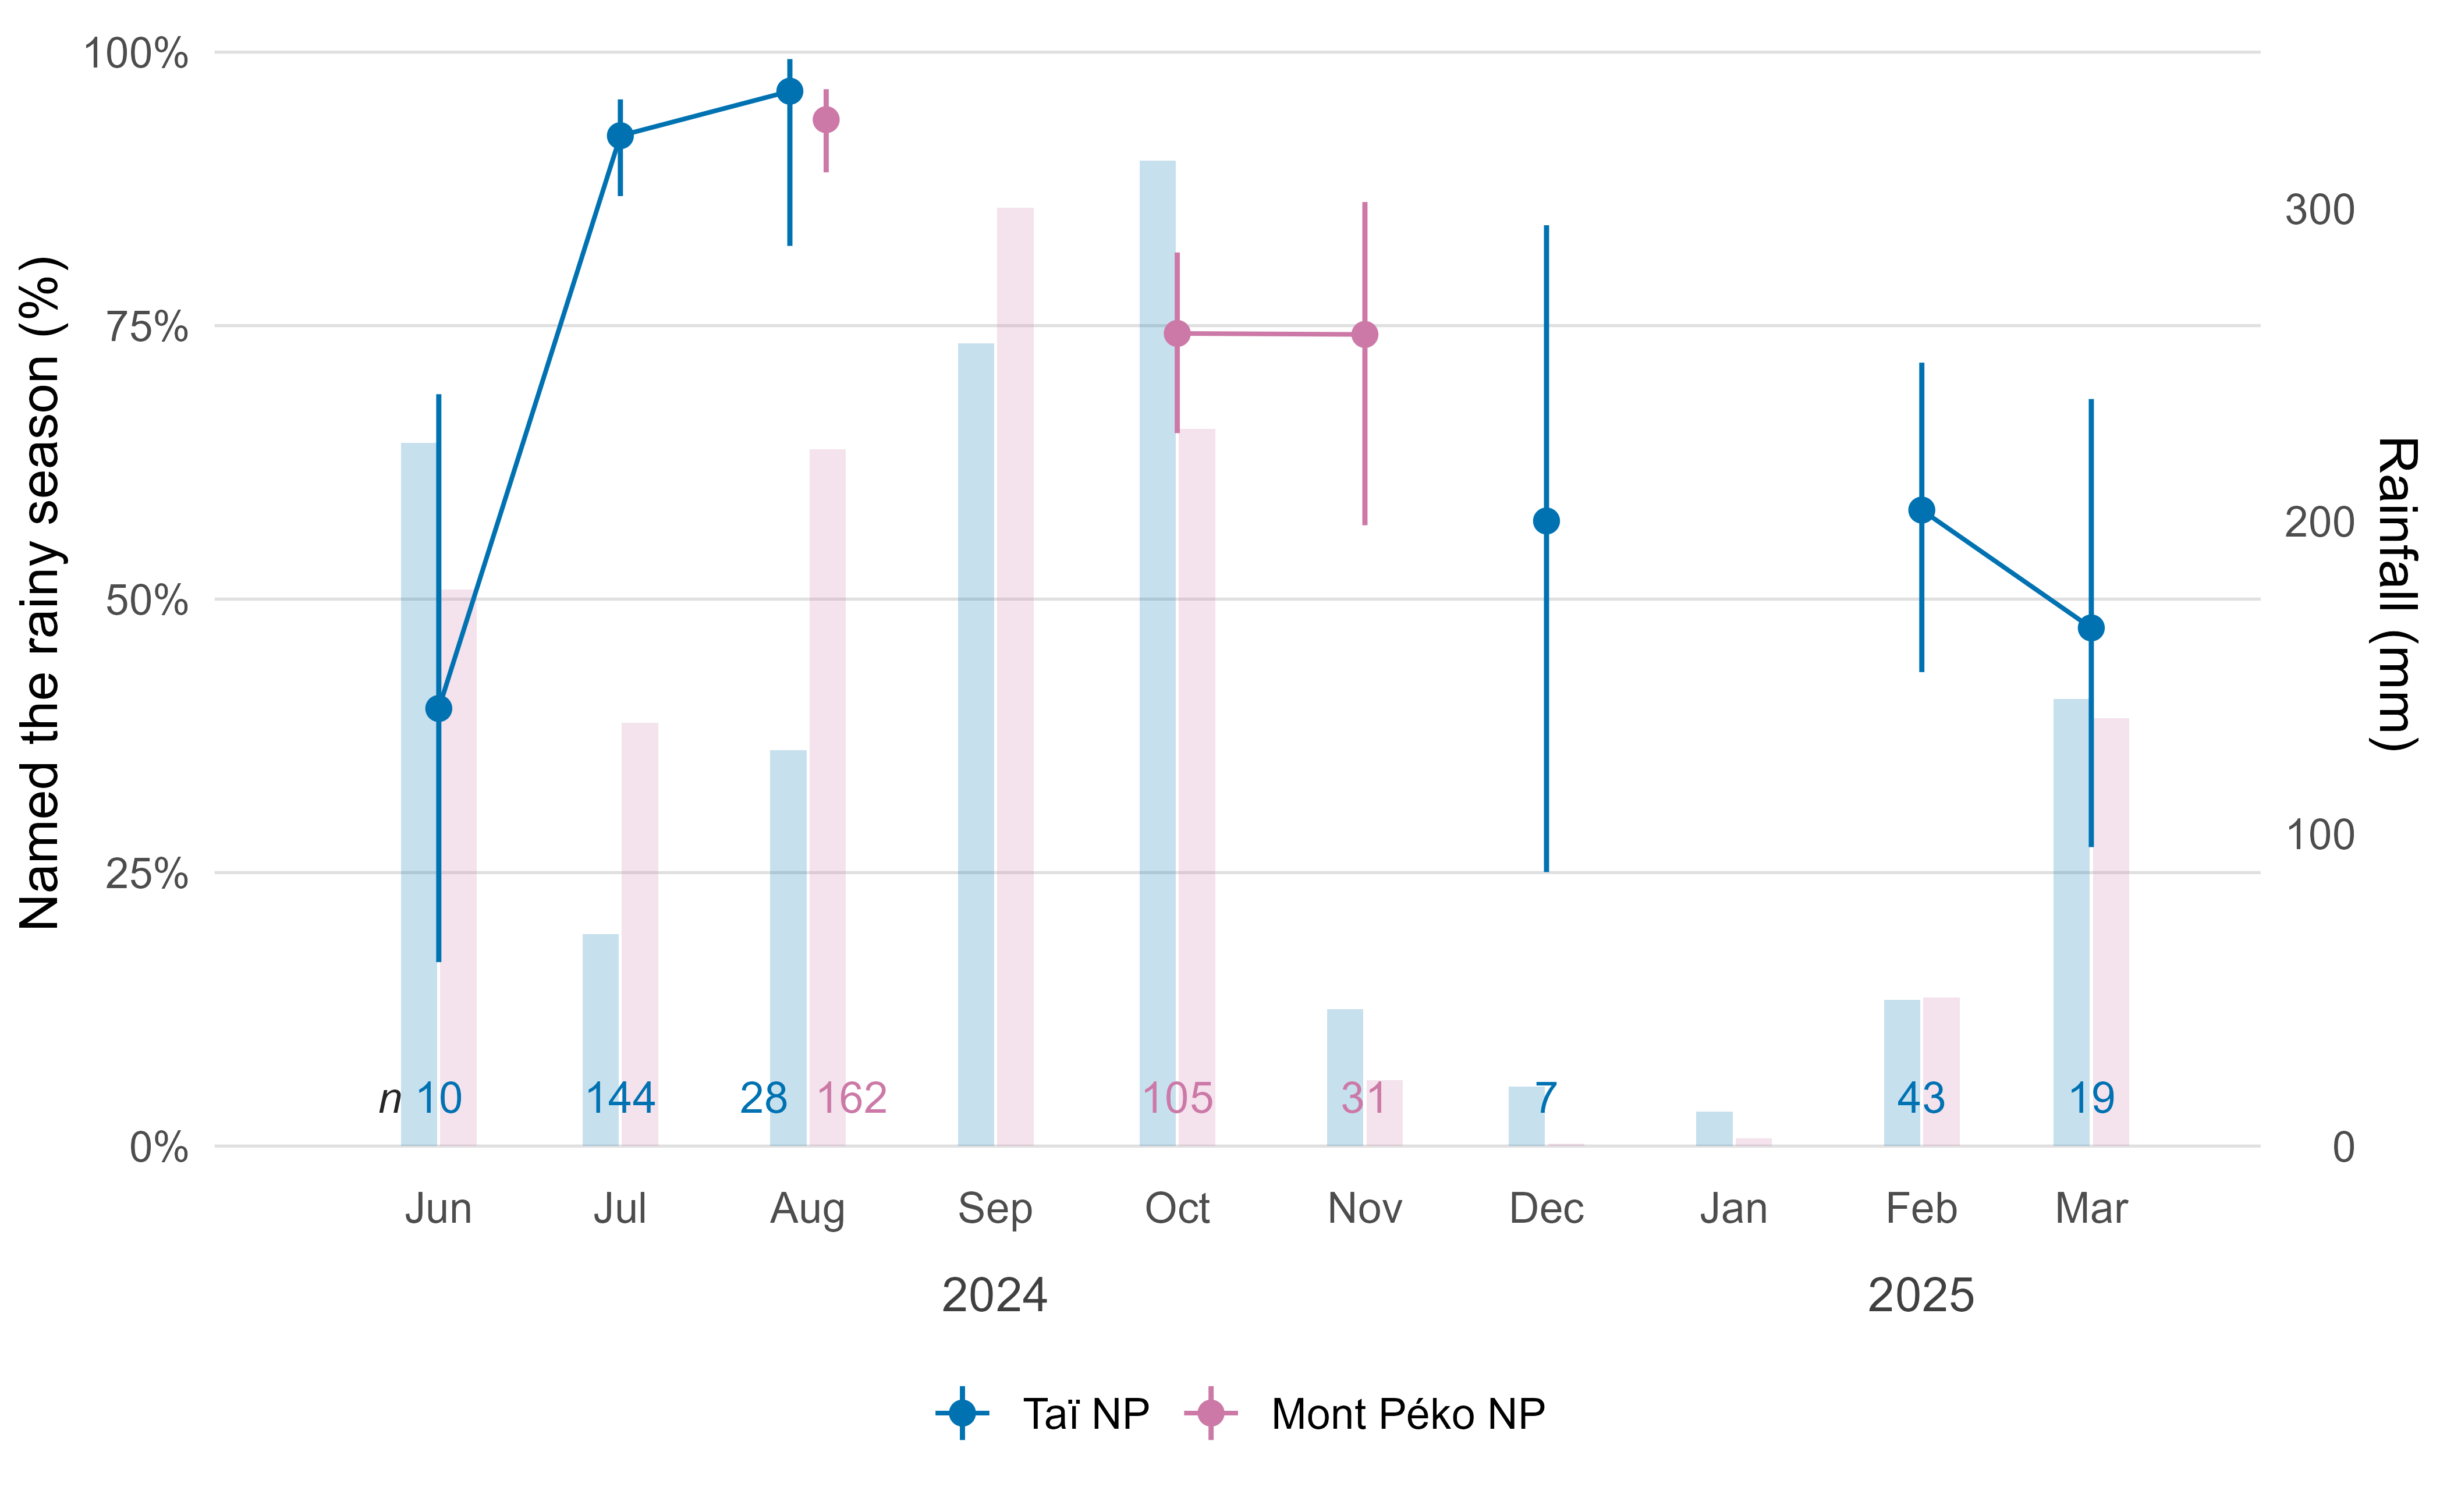 100%
75%
50%
25%
0%
Named the rainy season (%)
300
200
100
0
Rainfall (mm)
n 10 144 28 162 105 31 7 43 19
Jun Jul Aug Sep Oct Nov Dec Jan Feb Mar
2024 2025
Taï NP Mont Péko NP